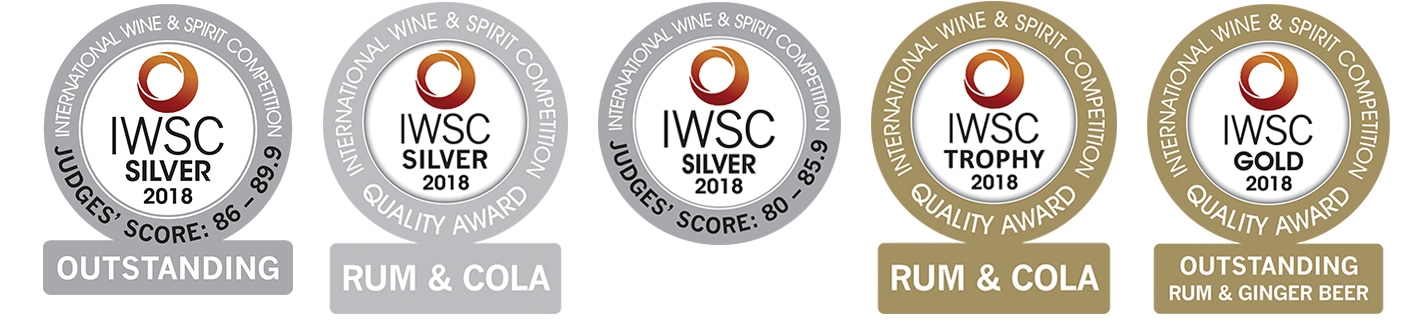 INTERNATIONAL WINE & SPIRIT COMPETITION
IWSC
SILVER
2018
JUDGES' SCORE: 86 – 89.9
OUTSTANDING
INTERNATIONAL WINE & SPIRIT COMPETITION
IWSC
SILVER
2018
QUALITY AWARD
RUM & COLA
INTERNATIONAL WINE & SPIRIT COMPETITION
IWSC
SILVER
2018
JUDGES' SCORE: 80 – 85.9
INTERNATIONAL WINE & SPIRIT COMPETITION
IWSC
TROPHY
2018
QUALITY AWARD
RUM & COLA
INTERNATIONAL WINE & SPIRIT COMPETITION
IWSC
GOLD
2018
QUALITY AWARD
OUTSTANDING
RUM & GINGER BEER